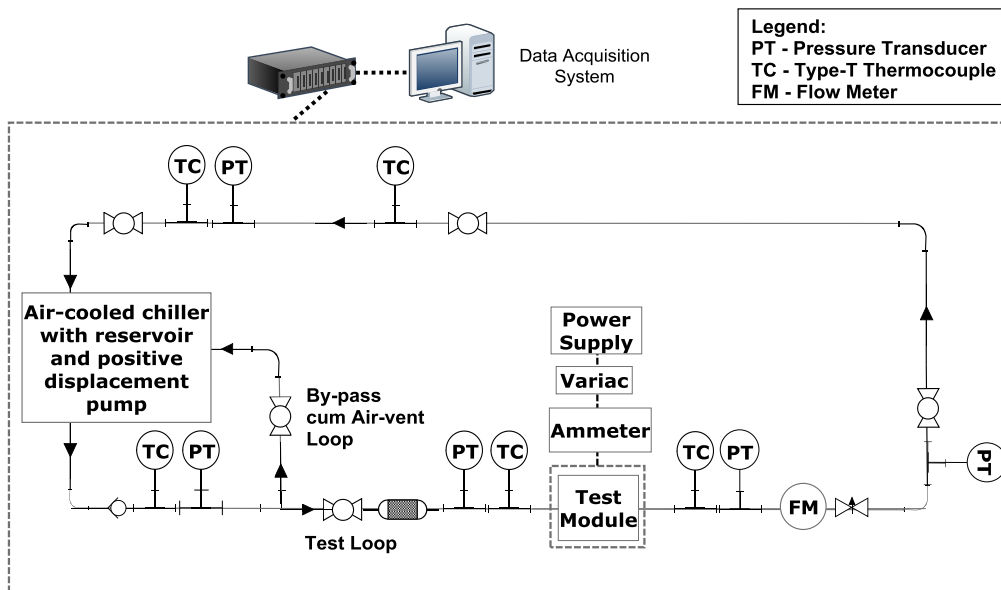 Data Acquisition
System
Legend:
PT - Pressure Transducer
TC - Type-T Thermocouple
FM - Flow Meter
TC
PT
TC
Air-cooled chiller
with reservoir
and positive
displacement
pump
By-pass
cum Air-vent
Loop
Power
Supply
Variac
Ammeter
TC
PT
PT
TC
TC
PT
PT
Test
Module
FM
Test Loop